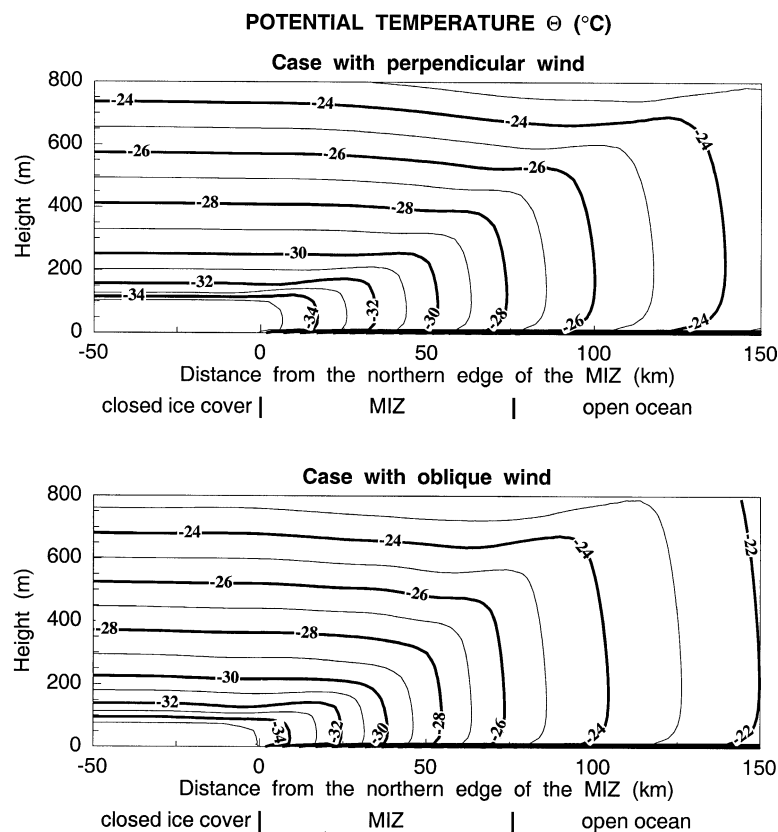 POTENTIAL TEMPERATURE Θ (°C)
Case with perpendicular wind
800
600
400
200
0
Height (m)
-24 -24 -24 -24
-26 -26 -26
-28 -28
-30
-32
-34
-34 -32 -30 -28 -26 -24
-50 0 50 100 150
Distance from the northern edge of the MIZ (km)
closed ice cover | MIZ | open ocean
Case with oblique wind
800
600
400
200
0
Height (m)
-24 -24 -24 -22
-26 -26
-28 -28
-30
-32
-34 -32 -30 -28 -26 -24 -22
-50 0 50 100 150
Distance from the northern edge of the MIZ (km)
closed ice cover | MIZ | open ocean